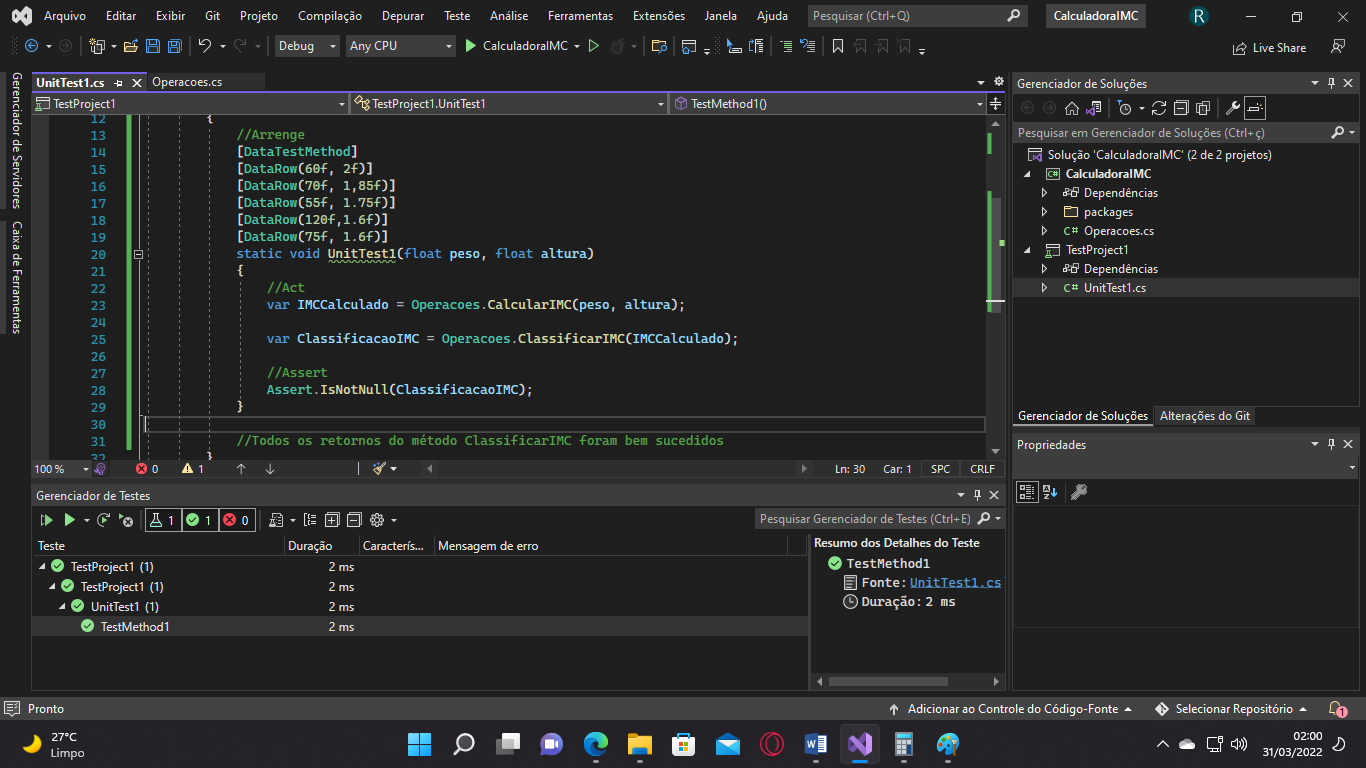 Arquivo Editar Exibir Git Projeto Compilação Depurar Teste Análise Ferramentas Extensões Janela Ajuda Pesquisar (Ctrl+Q) CalculadoraIMC R
Debug Any CPU CalculadoraIMC Live Share
Gerenciador de Servidores
Caixa de Ferramentas
UnitTest1.cs Operacoes.cs
TestProject1 TestProject1.UnitTest1 TestMethod1()
12 {
13 //Arrenge
14 [DataTestMethod]
15 [DataRow(60f, 2f)]
16 [DataRow(70f, 1,85f)]
17 [DataRow(55f, 1.75f)]
18 [DataRow(120f,1.6f)]
19 [DataRow(75f, 1.6f)]
20 static void UnitTest1(float peso, float altura)
21 {
22 //Act
23 var IMCCalculado = Operacoes.CalcularIMC(peso, altura);
24
25 var ClassificacaoIMC = Operacoes.ClassificarIMC(IMCCalculado);
26
27 //Assert
28 Assert.IsNotNull(ClassificacaoIMC);
29 }
30
31 //Todos os retornos do método ClassificarIMC foram bem sucedidos
32 }
100 % 0 1 Ln: 30 Car: 1 SPC CRLF
Gerenciador de Testes
1 1 0 Pesquisar Gerenciador de Testes (Ctrl+E)
Teste Duração Caracterís... Mensagem de erro
TestProject1 (1) 2 ms
TestProject1 (1) 2 ms
UnitTest1 (1) 2 ms
TestMethod1 2 ms
Resumo dos Detalhes do Teste
TestMethod1
Fonte: UnitTest1.cs
Duração: 2 ms
Gerenciador de Soluções
Pesquisar em Gerenciador de Soluções (Ctrl+ç)
Solução 'CalculadoraIMC' (2 de 2 projetos)
CalculadoraIMC
Dependências
packages
C# Operacoes.cs
TestProject1
Dependências
C# UnitTest1.cs
Gerenciador de Soluções Alterações do Git
Propriedades
Pronto Adicionar ao Controle do Código-Fonte Selecionar Repositório 1
27°C
Limpo
02:00
31/03/2022